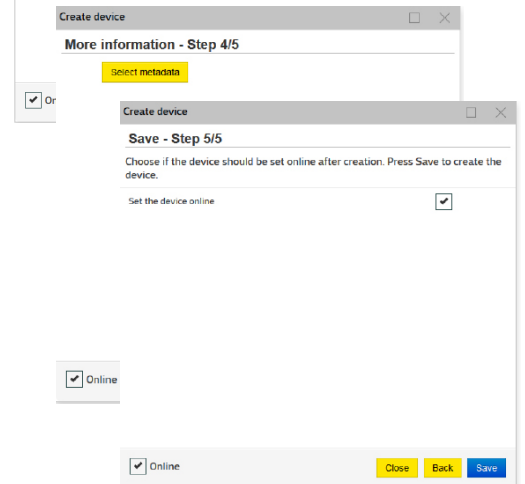 Create device
More information - Step 4/5
Select metadata
On
Create device
Save - Step 5/5
Choose if the device should be set online after creation. Press Save to create the
device.
Set the device online
Online
Online
Close Back Save